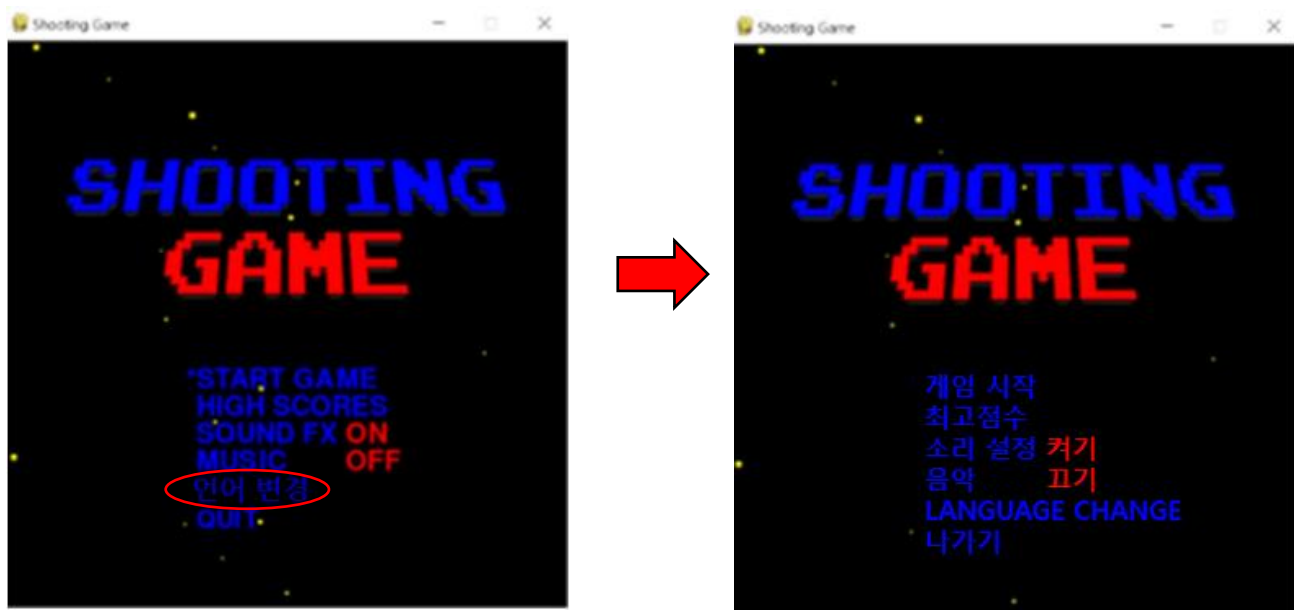 Shooting Game
SHOOTING
GAME
*START GAME
HIGH SCORES
SOUND FX ON
MUSIC OFF
언어 변경
QUIT
Shooting Game
SHOOTING
GAME
게임 시작
최고점수
소리 설정 켜기
음악 끄기
LANGUAGE CHANGE
나가기